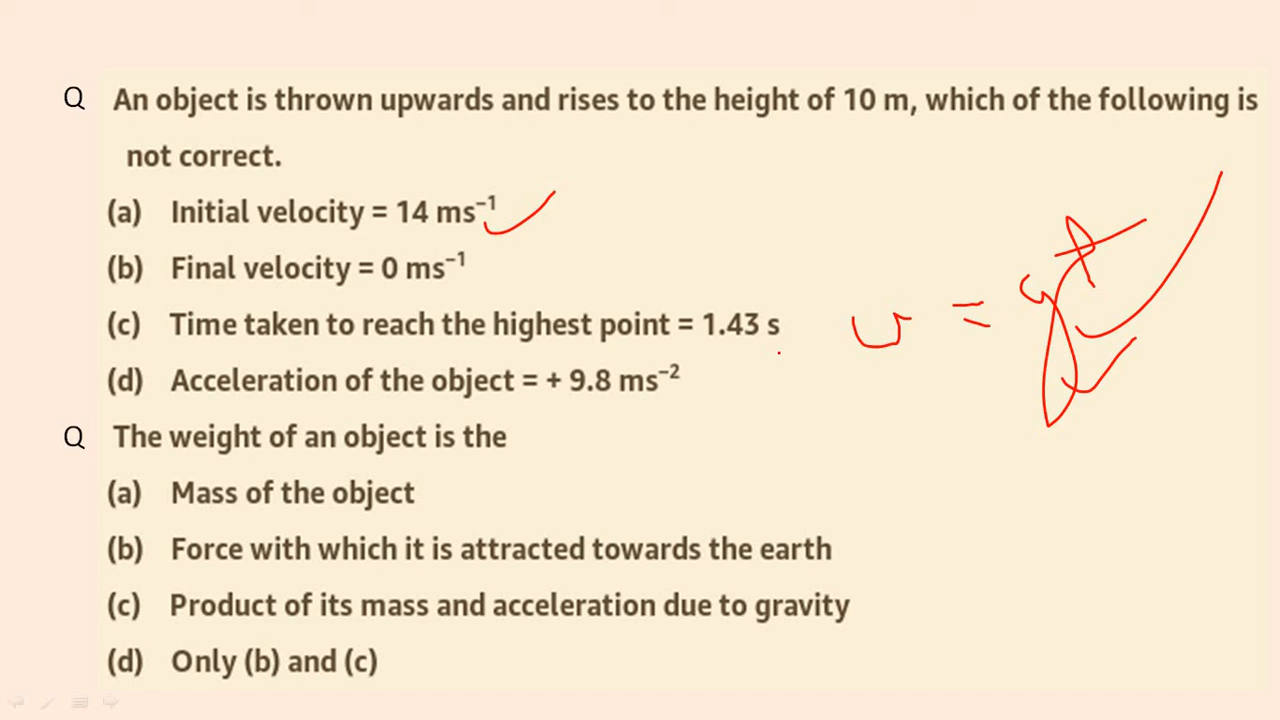 Q An object is thrown upwards and rises to the height of 10 m, which of the following is
not correct.
(a) Initial velocity = 14 ms⁻¹
(b) Final velocity = 0 ms⁻¹
(c) Time taken to reach the highest point = 1.43 s
u = gt
(d) Acceleration of the object = + 9.8 ms⁻²
Q The weight of an object is the
(a) Mass of the object
(b) Force with which it is attracted towards the earth
(c) Product of its mass and acceleration due to gravity
(d) Only (b) and (c)